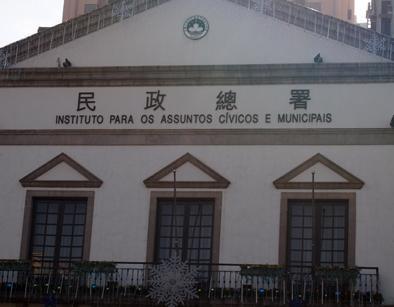 民政總署
INSTITUTO PARA OS ASSUNTOS CÍVICOS E MUNICIPAIS